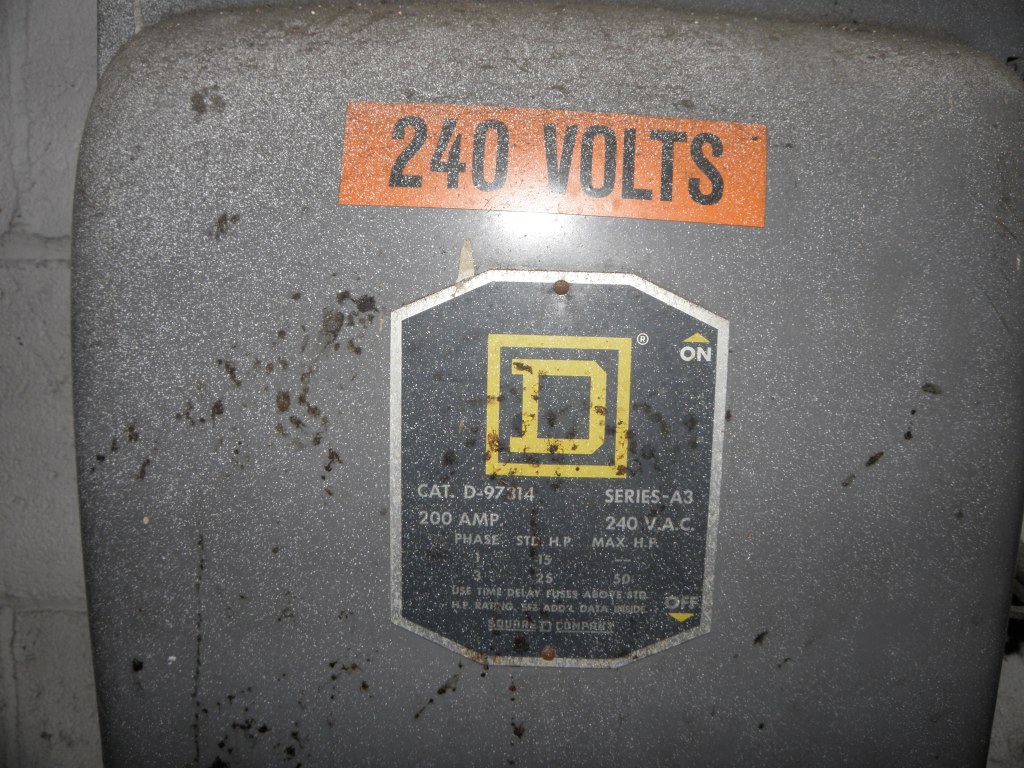 240 VOLTS
D ®
ON
CAT. D-97314 SERIES-A3
200 AMP. 240 V.A.C.
PHASE STD. H.P. MAX. H.P.
1 15 —
3 25 50
USE TIME DELAY FUSES ABOVE STD.
H.P. RATING. SEE ADD'L DATA INSIDE
OFF
SQUARE D COMPANY